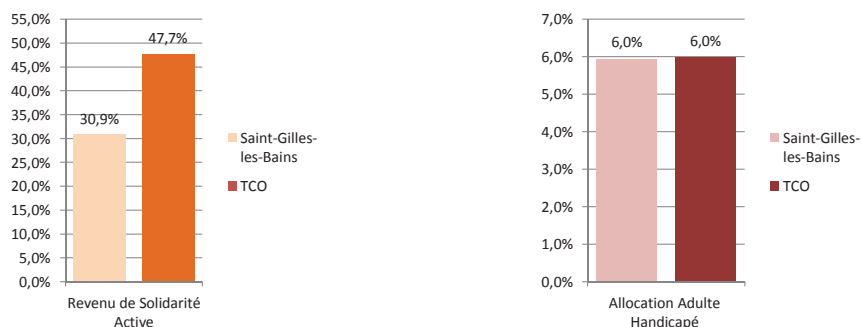 55,0%
50,0%
45,0%
40,0%
35,0%
30,0%
25,0%
20,0%
15,0%
10,0%
5,0%
0,0%
30,9%
47,7%
Revenu de Solidarité
Active
Saint-Gilles-
les-Bains
TCO
7,0%
6,0%
5,0%
4,0%
3,0%
2,0%
1,0%
0,0%
6,0%
6,0%
Allocation Adulte
Handicapé
Saint-Gilles-
les-Bains
TCO